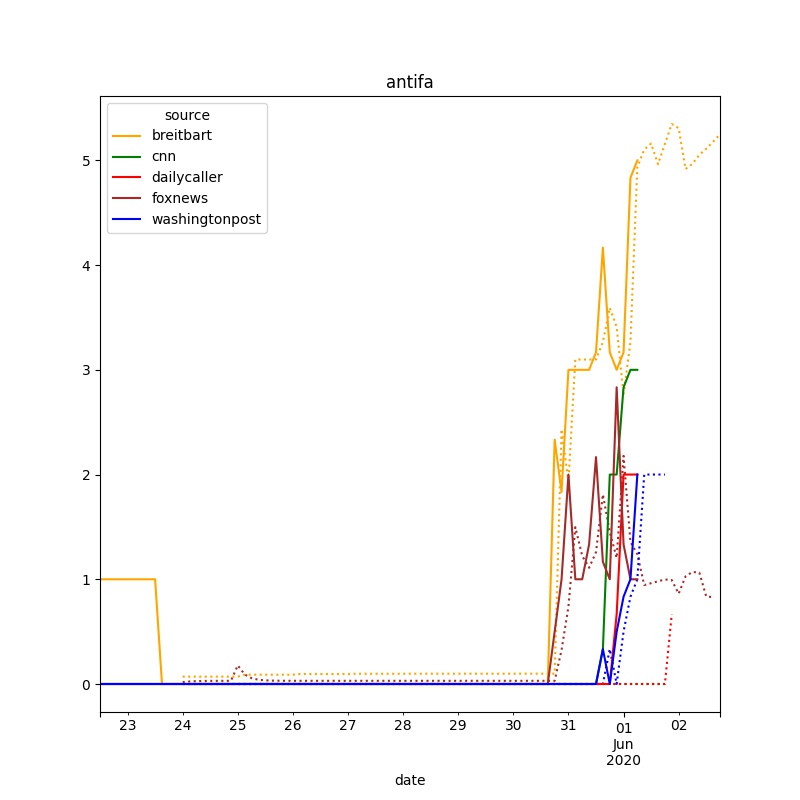 antifa
source
breitbart
cnn
dailycaller
foxnews
washingtonpost
5
4
3
2
1
0
23 24 25 26 27 28 29 30 31 01 02
Jun
2020
date